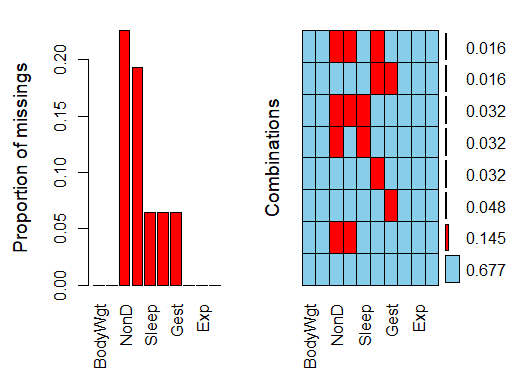 Proportion of missings
0.20
0.15
0.10
0.05
0.00
BodyWgt
NonD
Sleep
Gest
Exp
Combinations
0.016
0.016
0.032
0.032
0.032
0.048
0.145
0.677
BodyWgt
NonD
Sleep
Gest
Exp